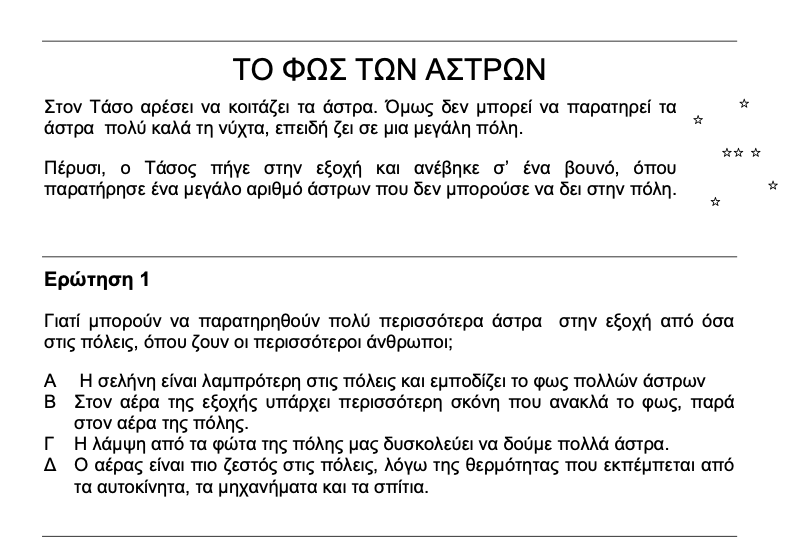 ΤΟ ΦΩΣ ΤΩΝ ΑΣΤΡΩΝ
Στον Τάσο αρέσει να κοιτάζει τα άστρα. Όμως δεν μπορεί να παρατηρεί τα
άστρα πολύ καλά τη νύχτα, επειδή ζει σε μια μεγάλη πόλη.
Πέρυσι, ο Τάσος πήγε στην εξοχή και ανέβηκε σ’ ένα βουνό, όπου
παρατήρησε ένα μεγάλο αριθμό άστρων που δεν μπορούσε να δει στην πόλη.
Ερώτηση 1
Γιατί μπορούν να παρατηρηθούν πολύ περισσότερα άστρα στην εξοχή από όσα
στις πόλεις, όπου ζουν οι περισσότεροι άνθρωποι;
Α Η σελήνη είναι λαμπρότερη στις πόλεις και εμποδίζει το φως πολλών άστρων
Β Στον αέρα της εξοχής υπάρχει περισσότερη σκόνη που ανακλά το φως, παρά
στον αέρα της πόλης.
Γ Η λάμψη από τα φώτα της πόλης μας δυσκολεύει να δούμε πολλά άστρα.
Δ Ο αέρας είναι πιο ζεστός στις πόλεις, λόγω της θερμότητας που εκπέμπεται από
τα αυτοκίνητα, τα μηχανήματα και τα σπίτια.